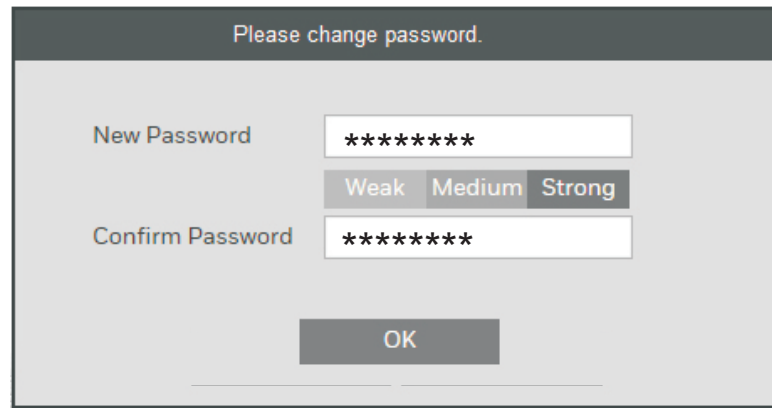 Please change password.
New Password ********
Weak Medium Strong
Confirm Password ********
OK